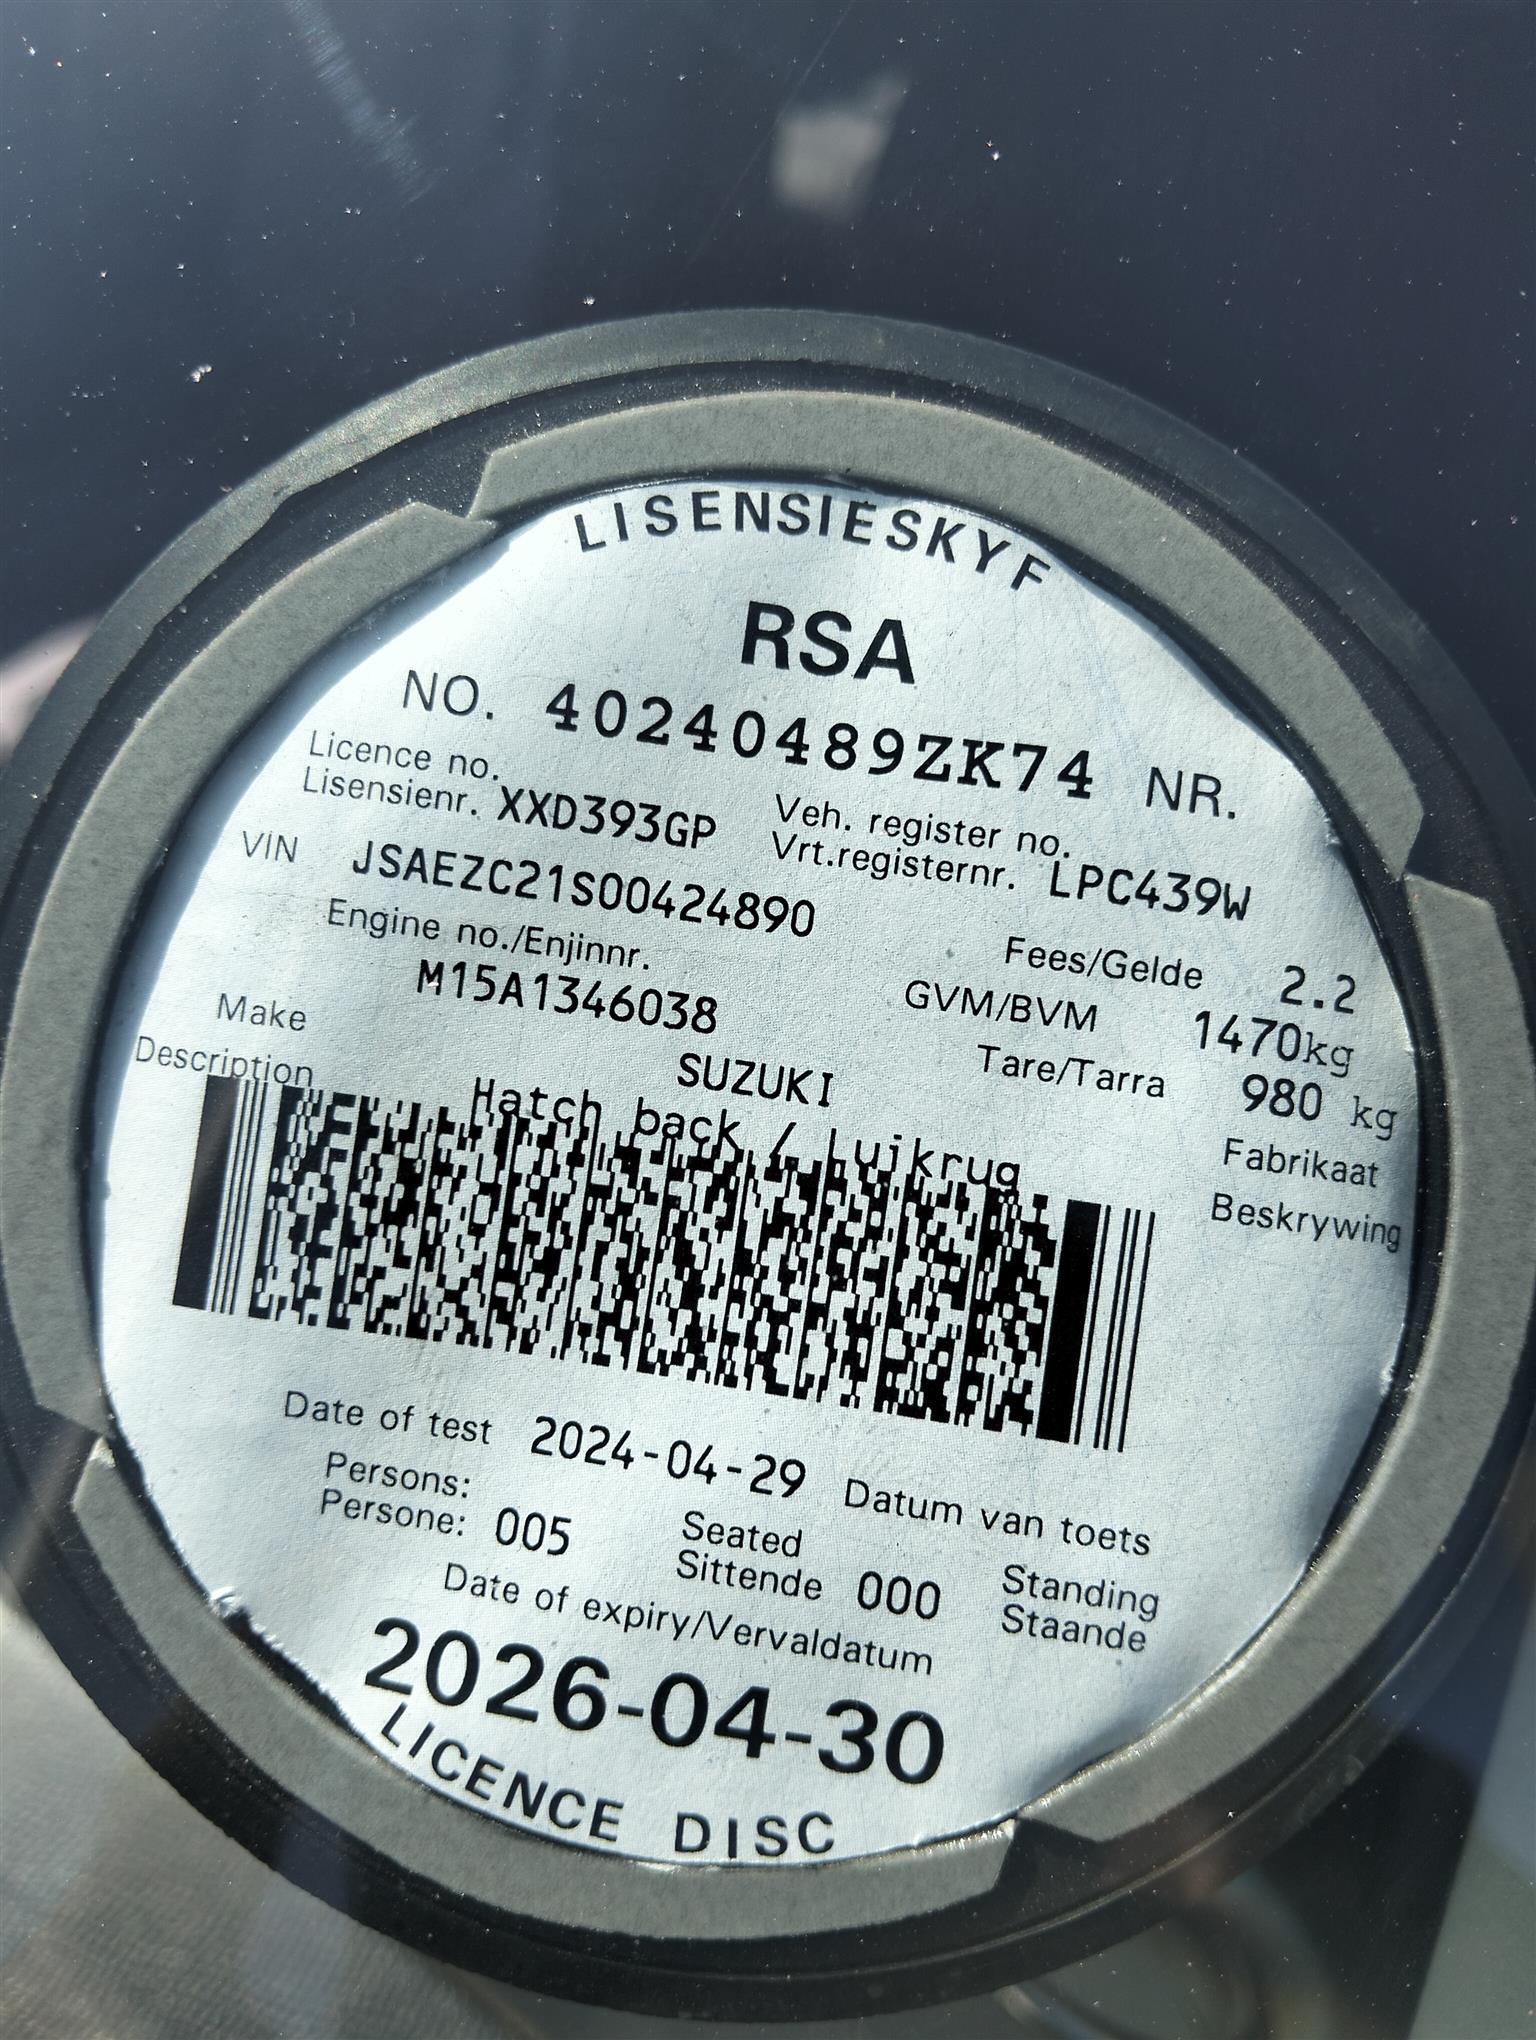 LISENSIESKYF
RSA
NO. 40240489ZK74 NR.
Licence no. Veh. register no.
Lisensienr. XXD393GP Vrt.registernr. LPC439W
VIN JSAEZC21S00424890 Fees/Gelde 2.2
Engine no./Enjinnr. GVM/BVM 1470kg
M15A1346038 Tare/Tarra 980 kg
Make SUZUKI Fabrikaat
Description Hatch back / Luikrug Beskrywing
Date of test 2024-04-29 Datum van toets
Persons: Seated Standing
Persone: 005 Sittende 000 Staande
Date of expiry/Vervaldatum
2026-04-30
LICENCE DISC